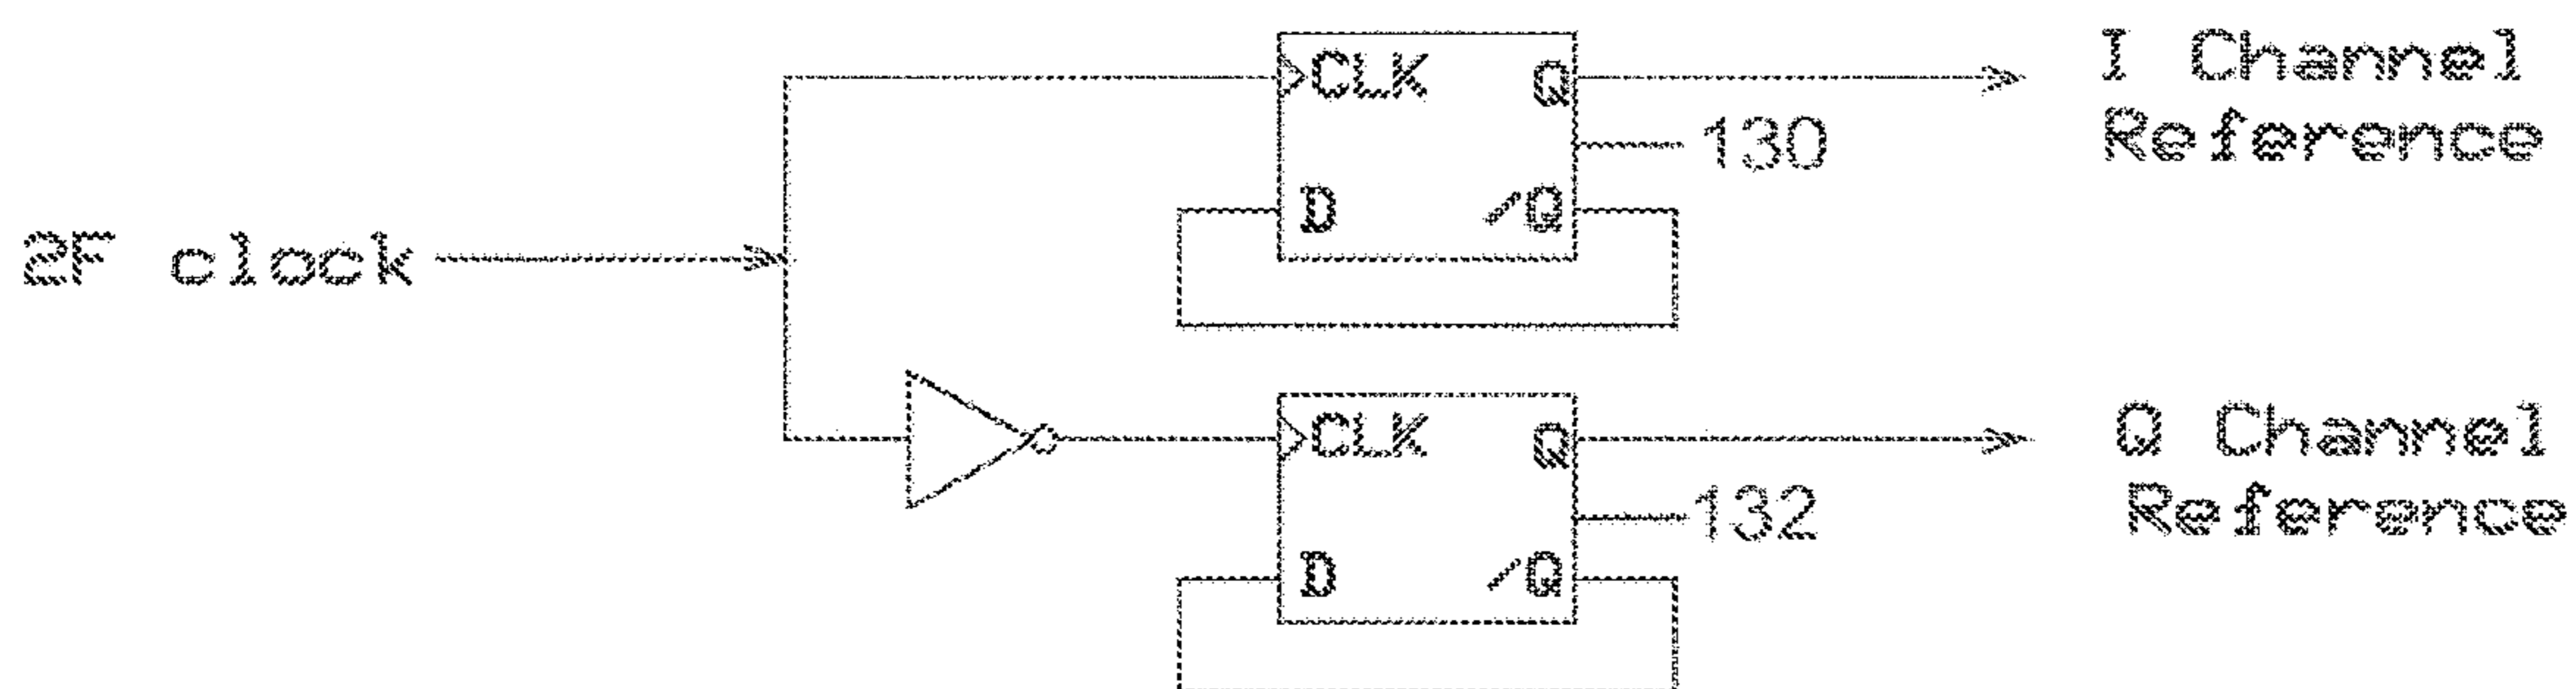 CLK Q
I Channel
Reference
130
D /Q
2F clock
CLK Q
Q Channel
Reference
132
D /Q